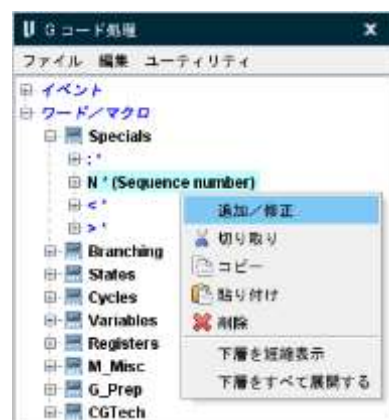 G コード処理
ファイル 編集 ユーティリティ
イベント
ワード/マクロ
Specials
: *
N * (Sequence number)
< *
> *
Branching
States
Cycles
Variables
Registers
M_Misc
G_Prep
CGTech
追加／修正
切り取り
コピー
貼り付け
削除
下層を短縮表示
下層をすべて展開する